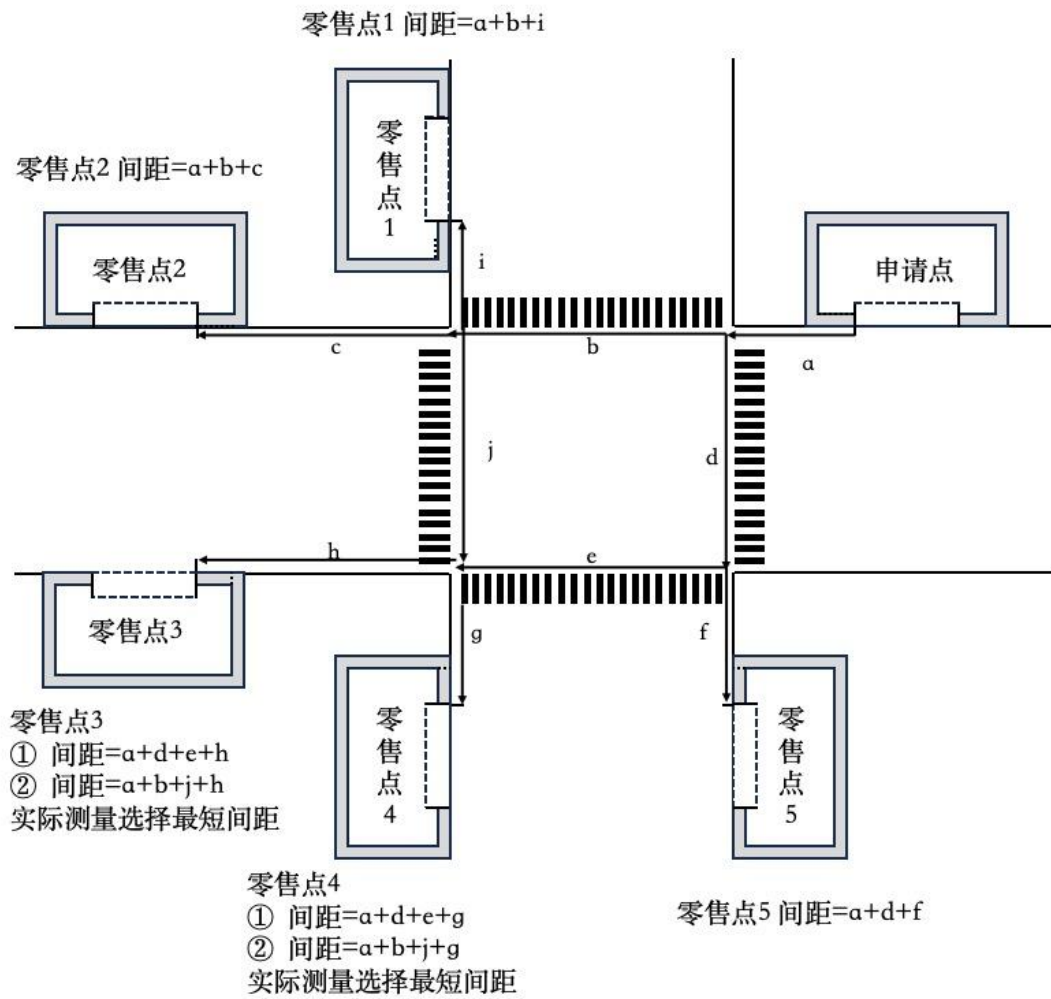 零售点1 间距=a+b+i
零售点1
零售点2 间距=a+b+c
零售点2
申请点
i
c
b
a
j
d
h
e
零售点3
g
f
零售点3
① 间距=a+d+e+h
② 间距=a+b+j+h
实际测量选择最短间距
零售点4
零售点5
零售点4
① 间距=a+d+e+g
② 间距=a+b+j+g
实际测量选择最短间距
零售点5 间距=a+d+f